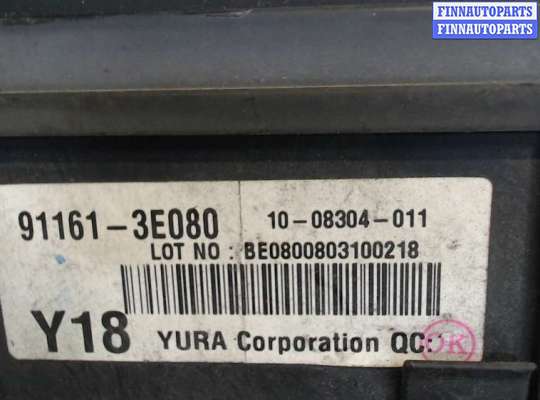 FINNAUTOPARTS
FINNAUTOPARTS
91161-3E080 10-08304-011
LOT NO : BE0800803100218
Y18 YURA Corporation QC:
OK